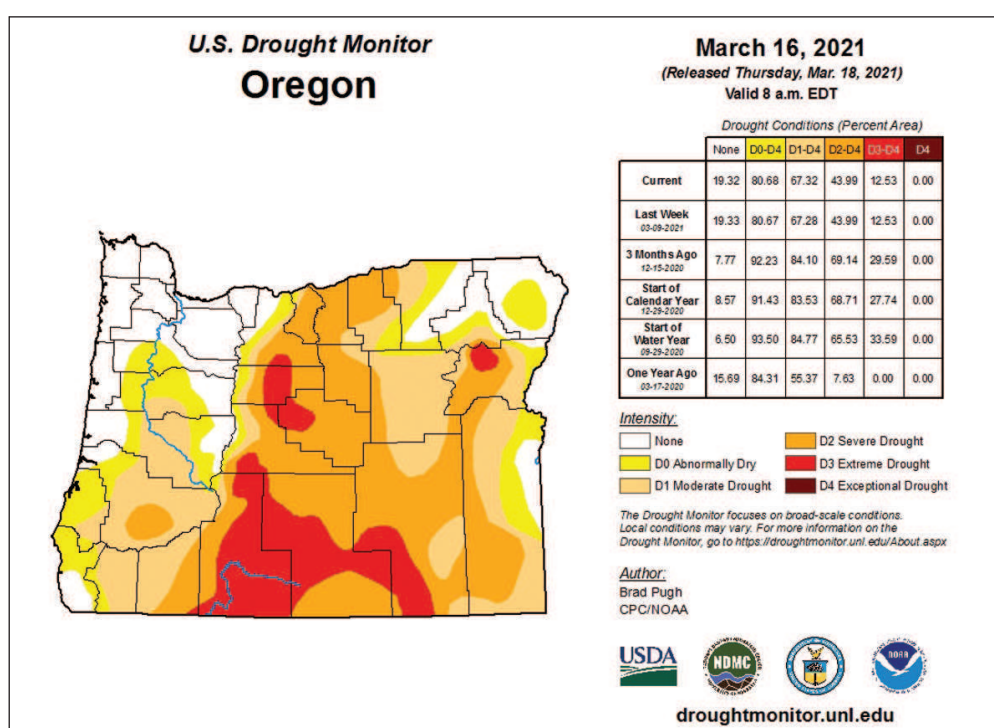 U.S. Drought Monitor
Oregon
March 16, 2021
(Released Thursday, Mar. 18, 2021)
Valid 8 a.m. EDT
Drought Conditions (Percent Area)
None D0-D4 D1-D4 D2-D4 D3-D4 D4
Current 19.32 80.68 67.32 43.99 12.53 0.00
Last Week 03-09-2021 19.33 80.67 67.28 43.99 12.53 0.00
3 Months Ago 12-15-2020 7.77 92.23 84.10 69.14 29.59 0.00
Start of Calendar Year 12-29-2020 8.57 91.43 83.53 68.71 27.74 0.00
Start of Water Year 09-29-2020 6.50 93.50 84.77 65.53 33.59 0.00
One Year Ago 03-17-2020 15.69 84.31 55.37 7.63 0.00 0.00
Intensity:
None
D0 Abnormally Dry
D1 Moderate Drought
D2 Severe Drought
D3 Extreme Drought
D4 Exceptional Drought
The Drought Monitor focuses on broad-scale conditions.
Local conditions may vary. For more information on the
Drought Monitor, go to https://droughtmonitor.unl.edu/About.aspx
Author:
Brad Pugh
CPC/NOAA
USDA
NDMC
NOAA
droughtmonitor.unl.edu